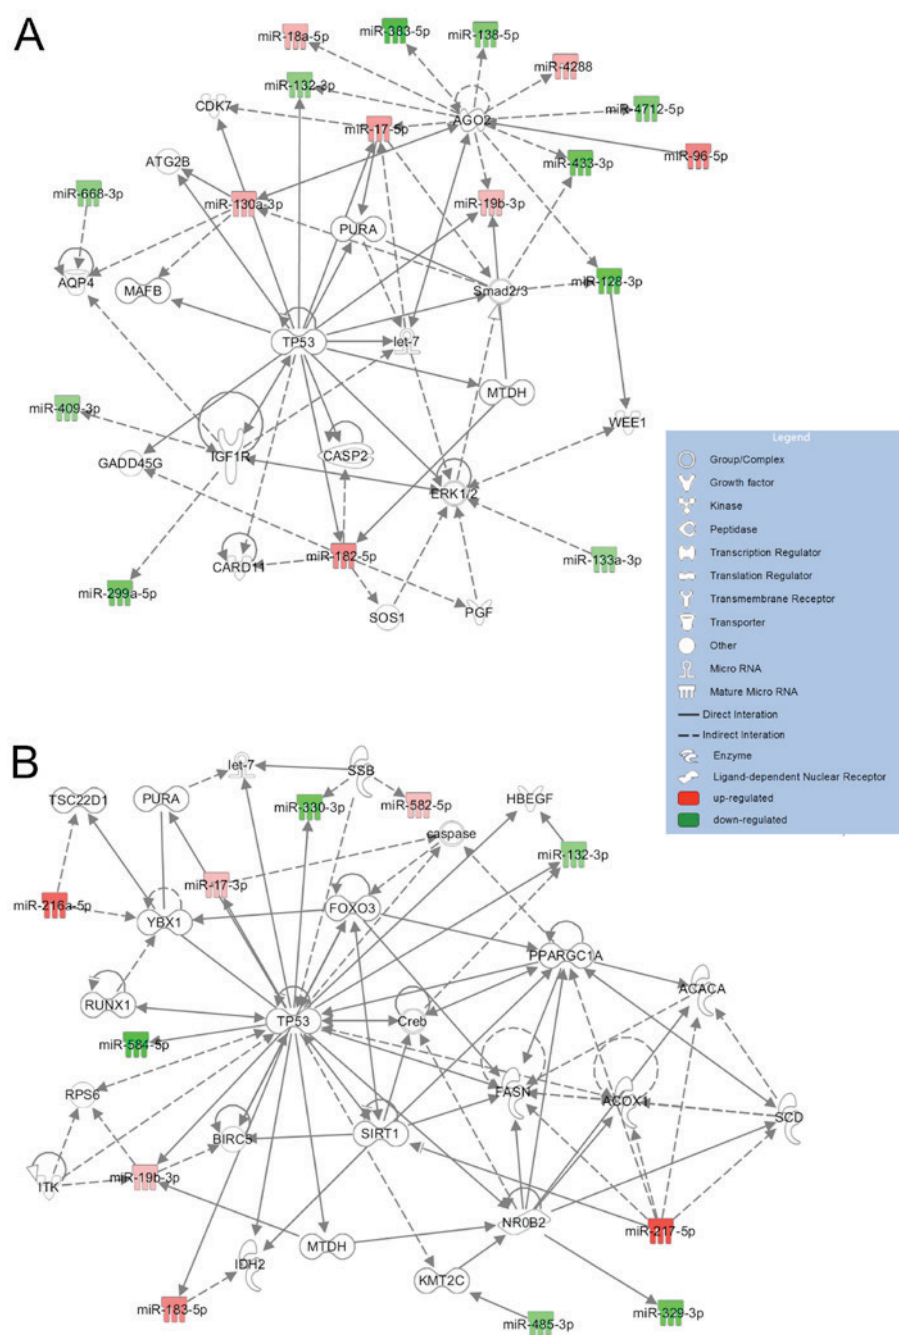 A
miR-18a-5p
miR-383-5p
miR-138-5p
miR-4288
miR-132-3p
CDK7
miR-17-5p
AGO2
miR-4712-5p
ATG2B
miR-433-3p
miR-96-5p
miR-668-3p
miR-130a-3p
miR-19b-3p
PURA
AQP4
MAFB
Smad2/3
miR-128-3p
TP53
let-7
MTDH
miR-409-3p
WEE1
GADD45G
IGF1R
CASP2
ERK1/2
CARD11
miR-182-5p
miR-133a-3p
miR-299a-5p
SOS1
PGF
Legend
Group/Complex
Growth factor
Kinase
Peptidase
Transcription Regulator
Translation Regulator
Transmembrane Receptor
Transporter
Other
Micro RNA
Mature Micro RNA
Direct Interation
Indirect Interation
Enzyme
Ligand-dependent Nuclear Receptor
up-regulated
down-regulated
B
let-7
SSB
TSC22D1
PURA
miR-330-3p
miR-582-5p
HBEGF
caspase
miR-132-3p
miR-17-3p
miR-216a-5p
YBX1
FOXO3
PPARGC1A
RUNX1
TP53
Creb
ACACA
miR-584-5p
RPS6
FASN
ACOX1
SCD
BIRC5
SIRT1
ITK
miR-19b-3p
NR0B2
miR-217-5p
IDH2
MTDH
KMT2C
miR-183-5p
miR-485-3p
miR-329-3p